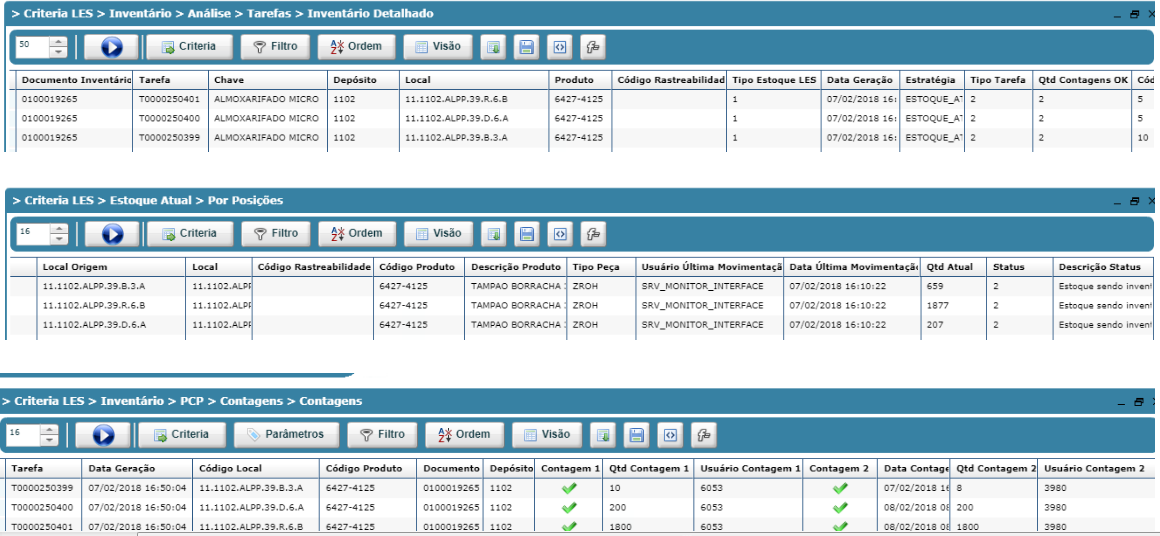 > Criteria LES > Inventário > Análise > Tarefas > Inventário Detalhado
50 Criteria Filtro Ordem Visão
Documento Inventário Tarefa Chave Depósito Local Produto Código Rastreabilidad Tipo Estoque LES Data Geração Estratégia Tipo Tarefa Qtd Contagens OK Cód
0100019265 T0000250401 ALMOXARIFADO MICRO 1102 11.1102.ALPP.39.R.6.B 6427-4125 1 07/02/2018 16: ESTOQUE_AT 2 2 5
0100019265 T0000250400 ALMOXARIFADO MICRO 1102 11.1102.ALPP.39.D.6.A 6427-4125 1 07/02/2018 16: ESTOQUE_AT 2 2 5
0100019265 T0000250399 ALMOXARIFADO MICRO 1102 11.1102.ALPP.39.B.3.A 6427-4125 1 07/02/2018 16: ESTOQUE_AT 2 2 10
> Criteria LES > Estoque Atual > Por Posições
16 Criteria Filtro Ordem Visão
Local Origem Local Código Rastreabilidade Código Produto Descrição Produto Tipo Peça Usuário Última Movimentaçã Data Última Movimentaçã Qtd Atual Status Descrição Status
11.1102.ALPP.39.B.3.A 11.1102.ALPP 6427-4125 TAMPAO BORRACHA ZROH SRV_MONITOR_INTERFACE 07/02/2018 16:10:22 659 2 Estoque sendo invent
11.1102.ALPP.39.R.6.B 11.1102.ALPP 6427-4125 TAMPAO BORRACHA ZROH SRV_MONITOR_INTERFACE 07/02/2018 16:10:22 1877 2 Estoque sendo invent
11.1102.ALPP.39.D.6.A 11.1102.ALPP 6427-4125 TAMPAO BORRACHA ZROH SRV_MONITOR_INTERFACE 07/02/2018 16:10:22 207 2 Estoque sendo invent
> Criteria LES > Inventário > PCP > Contagens > Contagens
16 Criteria Parâmetros Filtro Ordem Visão
Tarefa Data Geração Código Local Código Produto Documento Depósito Contagem 1 Qtd Contagem 1 Usuário Contagem 1 Contagem 2 Data Contage Qtd Contagem 2 Usuário Contagem 2
T0000250399 07/02/2018 16:50:04 11.1102.ALPP.39.B.3.A 6427-4125 0100019265 1102 10 6053 07/02/2018 16 8 3980
T0000250400 07/02/2018 16:50:04 11.1102.ALPP.39.D.6.A 6427-4125 0100019265 1102 200 6053 08/02/2018 08 200 3980
T0000250401 07/02/2018 16:50:04 11.1102.ALPP.39.R.6.B 6427-4125 0100019265 1102 1800 6053 08/02/2018 08 1800 3980